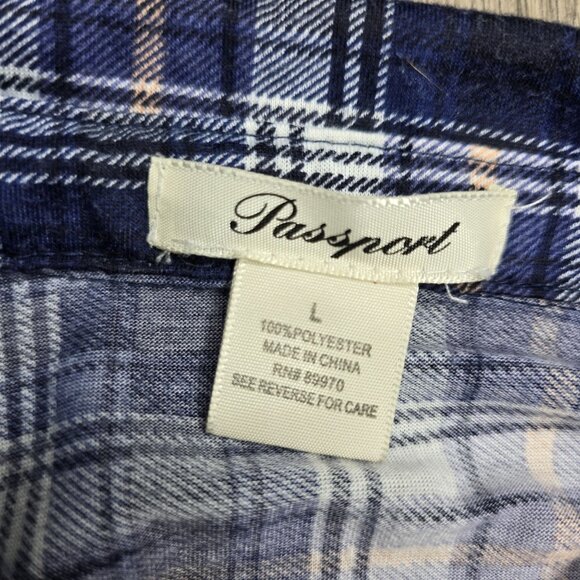 Passport
L
100%POLYESTER
MADE IN CHINA
RN# 89970
SEE REVERSE FOR CARE